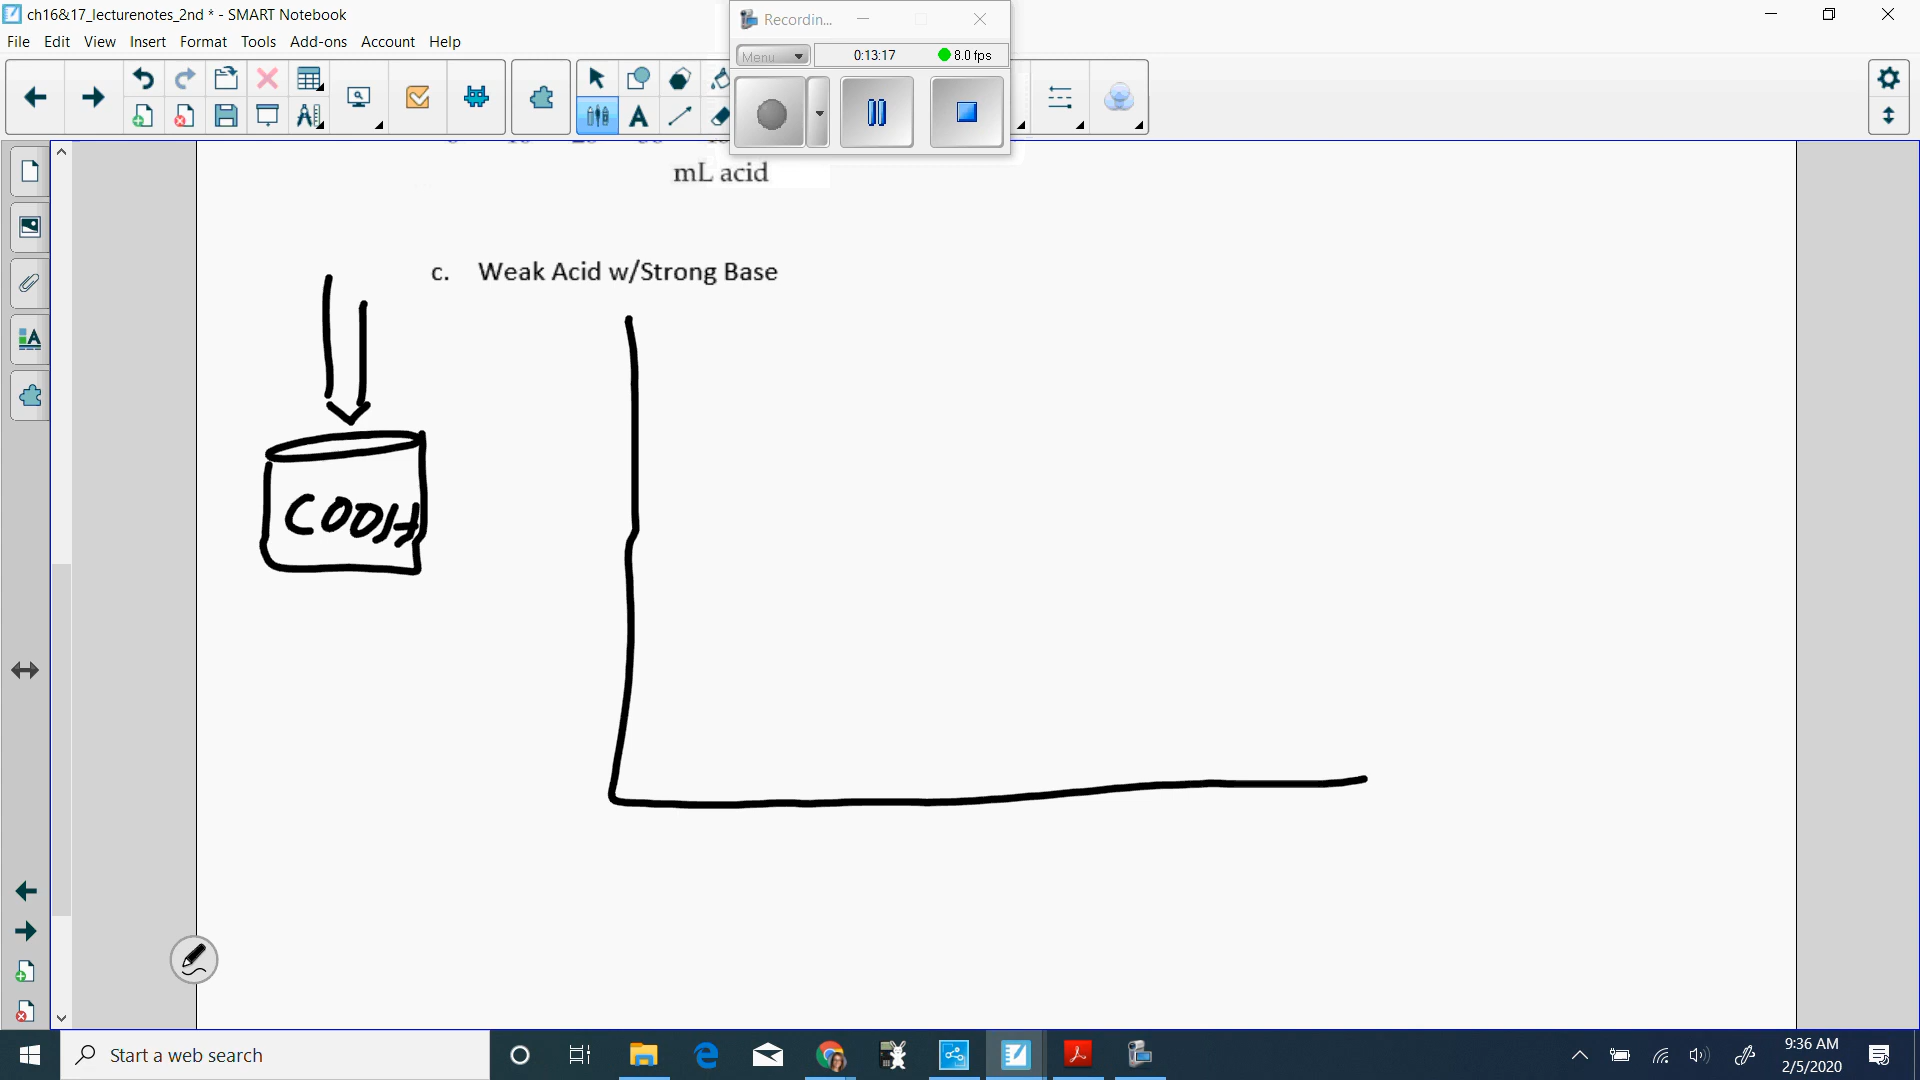 ch16&17_lecturenotes_2nd * - SMART Notebook
Recordin...
File Edit View Insert Format Tools Add-ons Account Help
Menu
0:13:17
8.0 fps
A
A
mL acid
c. Weak Acid w/Strong Base
COOH
Start a web search
9:36 AM
2/5/2020